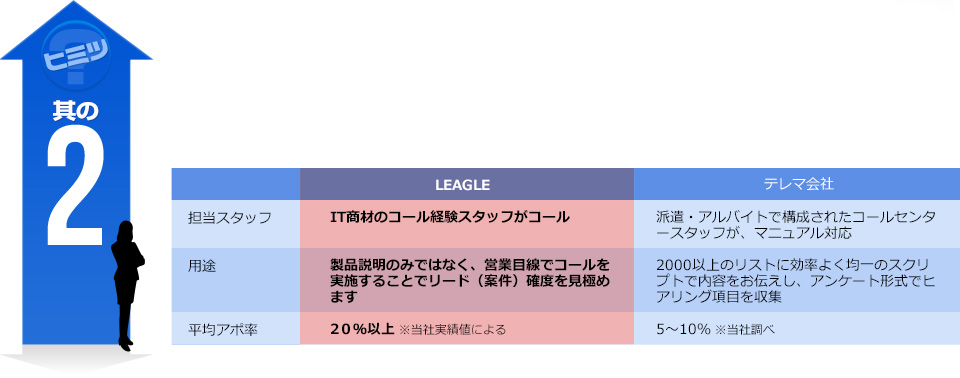 ヒミツ
其の
2
LEAGLE
テレマ会社
担当スタッフ
IT商材のコール経験スタッフがコール
派遣・アルバイトで構成されたコールセンタ
ースタッフが、マニュアル対応
用途
製品説明のみではなく、営業目線でコールを
実施することでリード（案件）確度を見極め
ます
2000以上のリストに効率よく均一のスクリ
プトで内容をお伝えし、アンケート形式でヒ
アリング項目を収集
平均アポ率
20%以上 ※当社実績値による
5～10% ※当社調べ